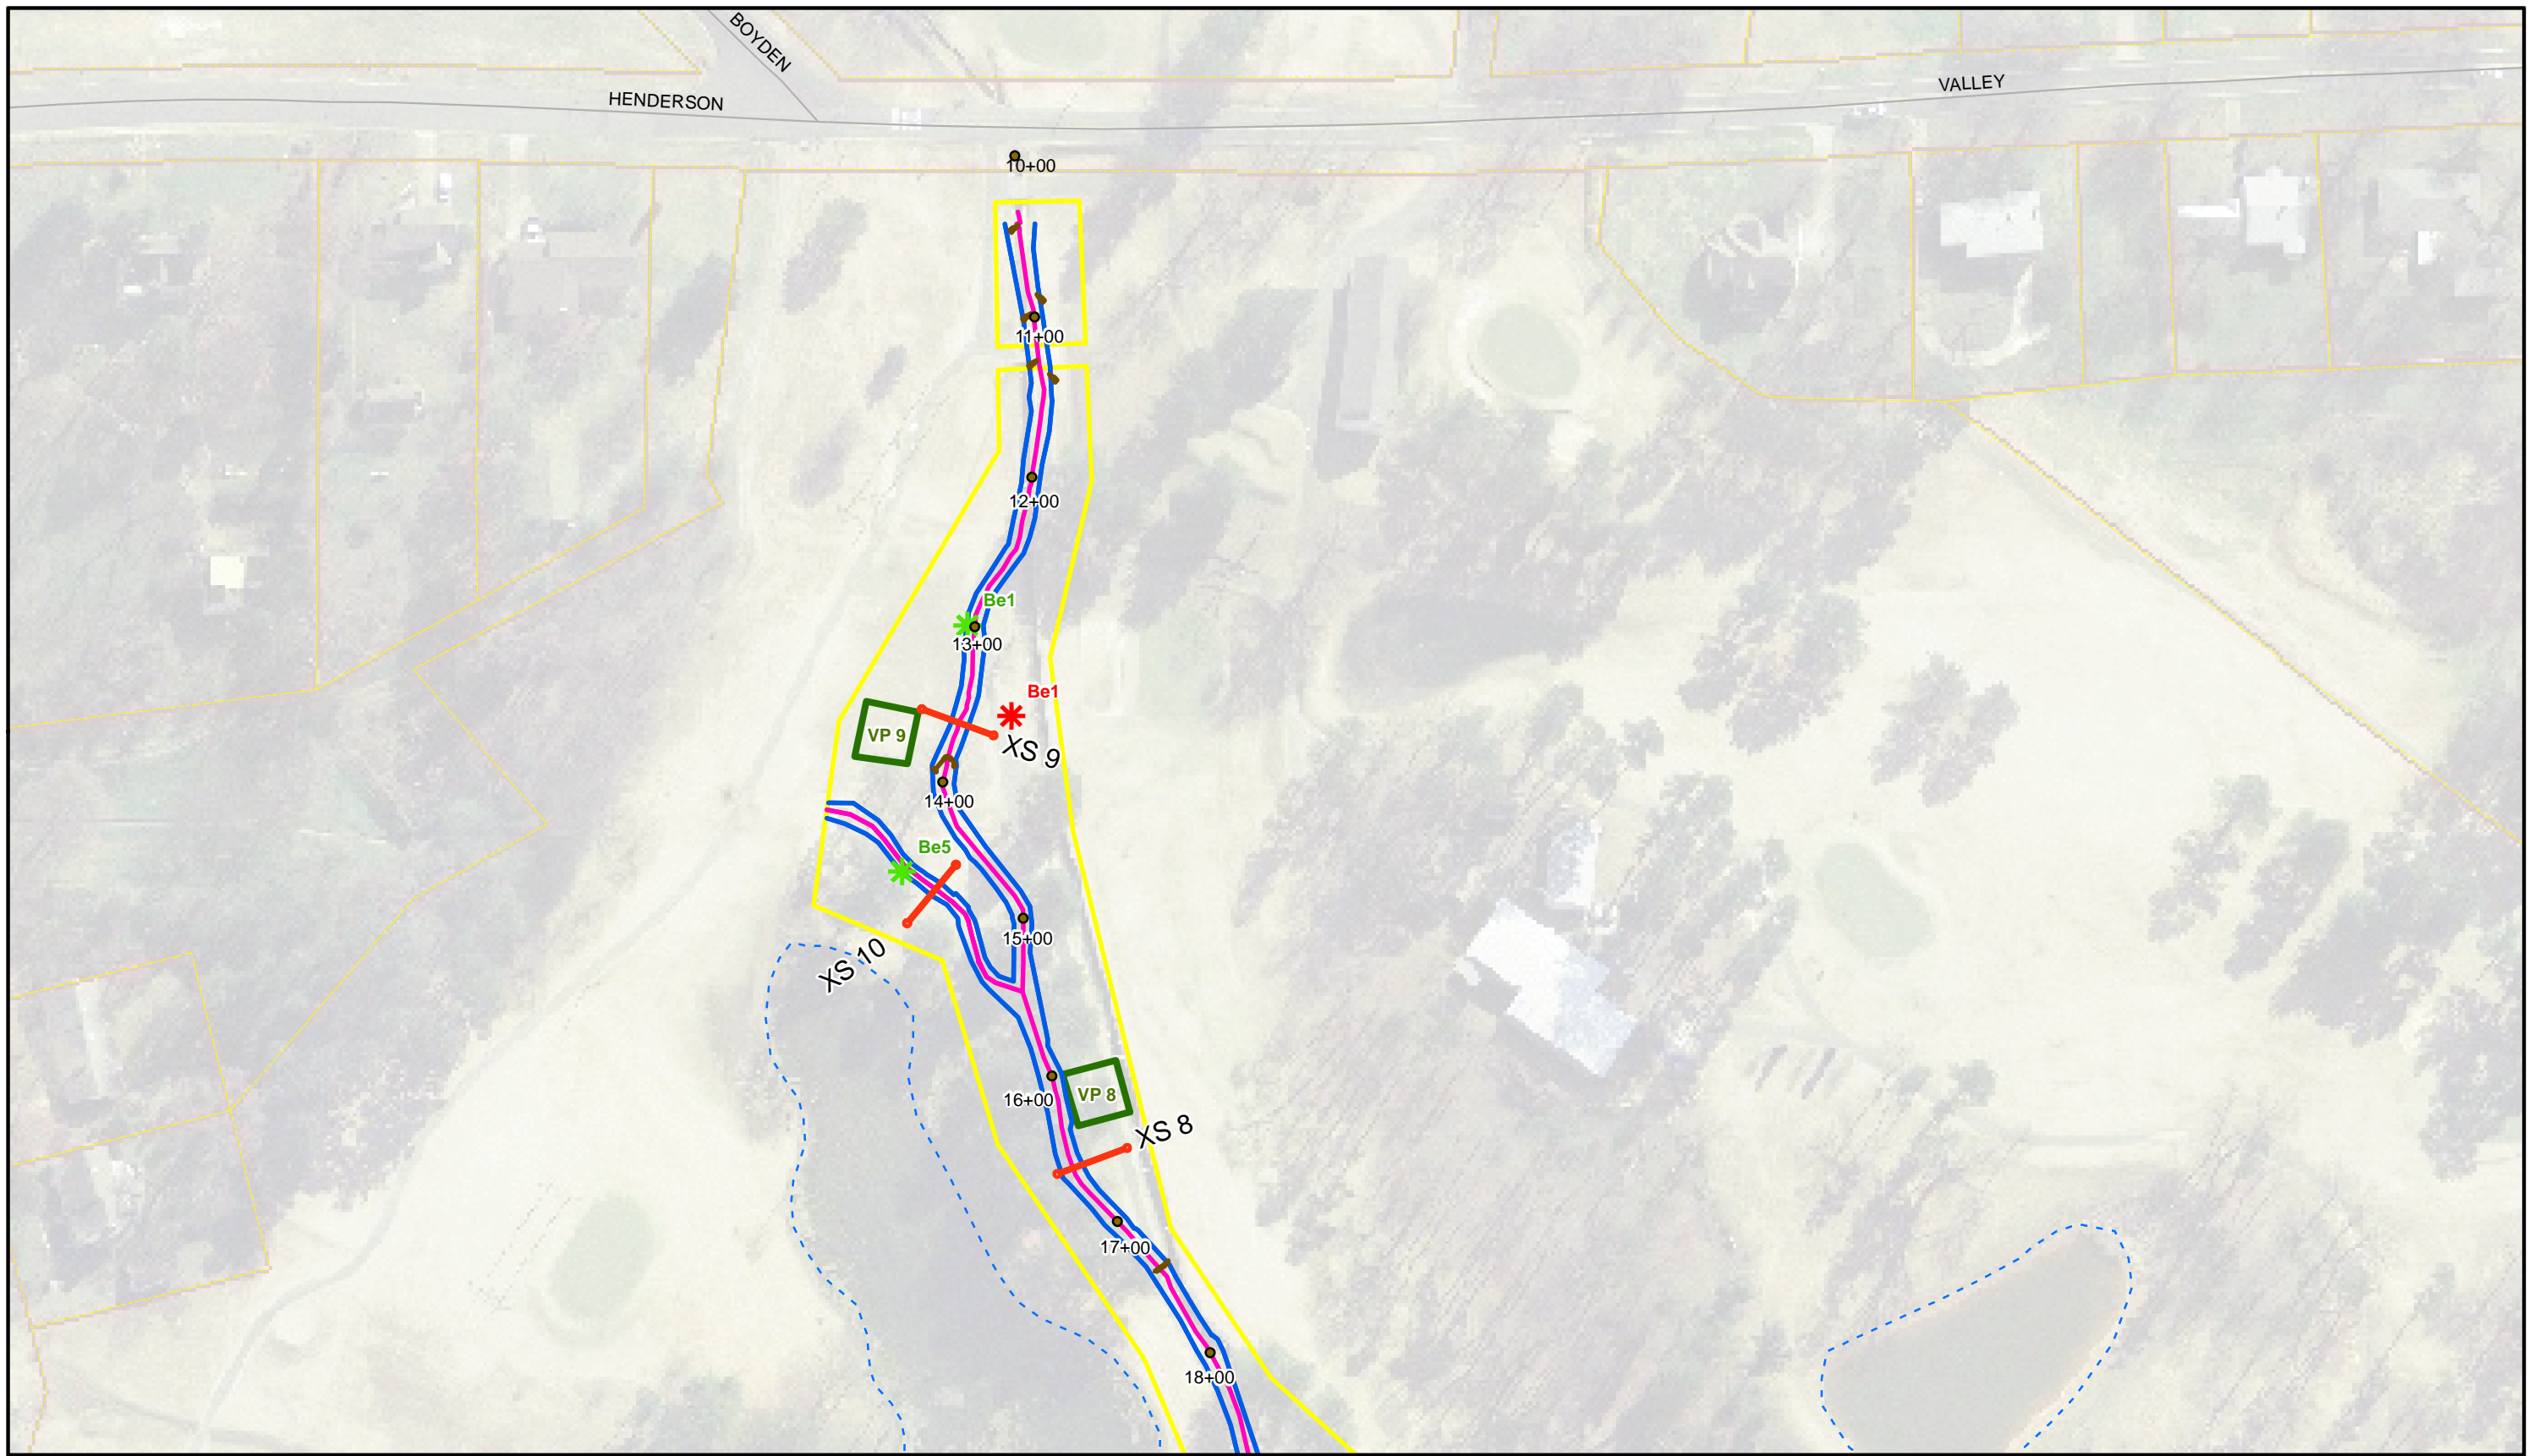 BOYDEN
HENDERSON
VALLEY
10+00
11+00
12+00
Be1
13+00
Be1
VP 9
XS 9
14+00
Be5
15+00
XS 10
VP 8
16+00
XS 8
17+00
18+00